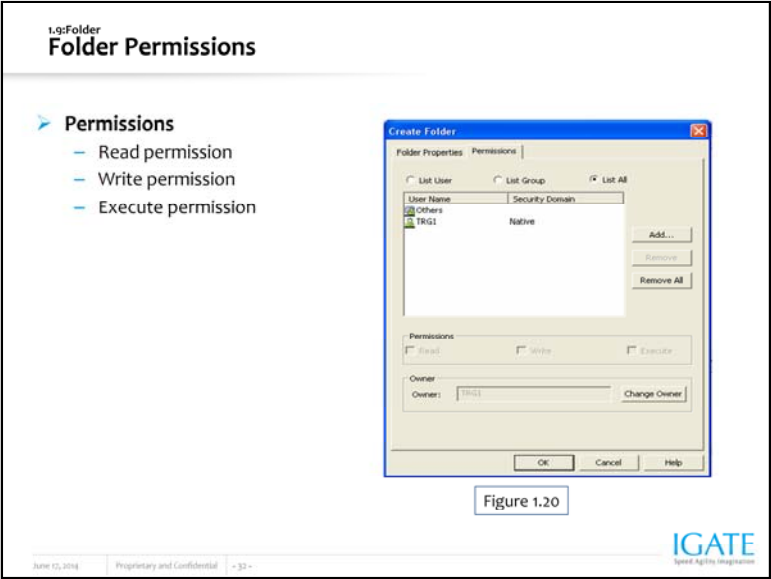 1.9:Folder
Folder Permissions
➢ Permissions
– Read permission
– Write permission
– Execute permission
Create Folder
Folder Properties Permissions
List User List Group List All
User Name Security Domain
Others
TRG1 Native
Add...
Remove
Remove All
Permissions
Read Write Execute
Owner
Owner: TRG1 Change Owner
OK Cancel Help
Figure 1.20
IGATE
Speed.Agility.Imagination
June 17, 2014 Proprietary and Confidential - 32 -